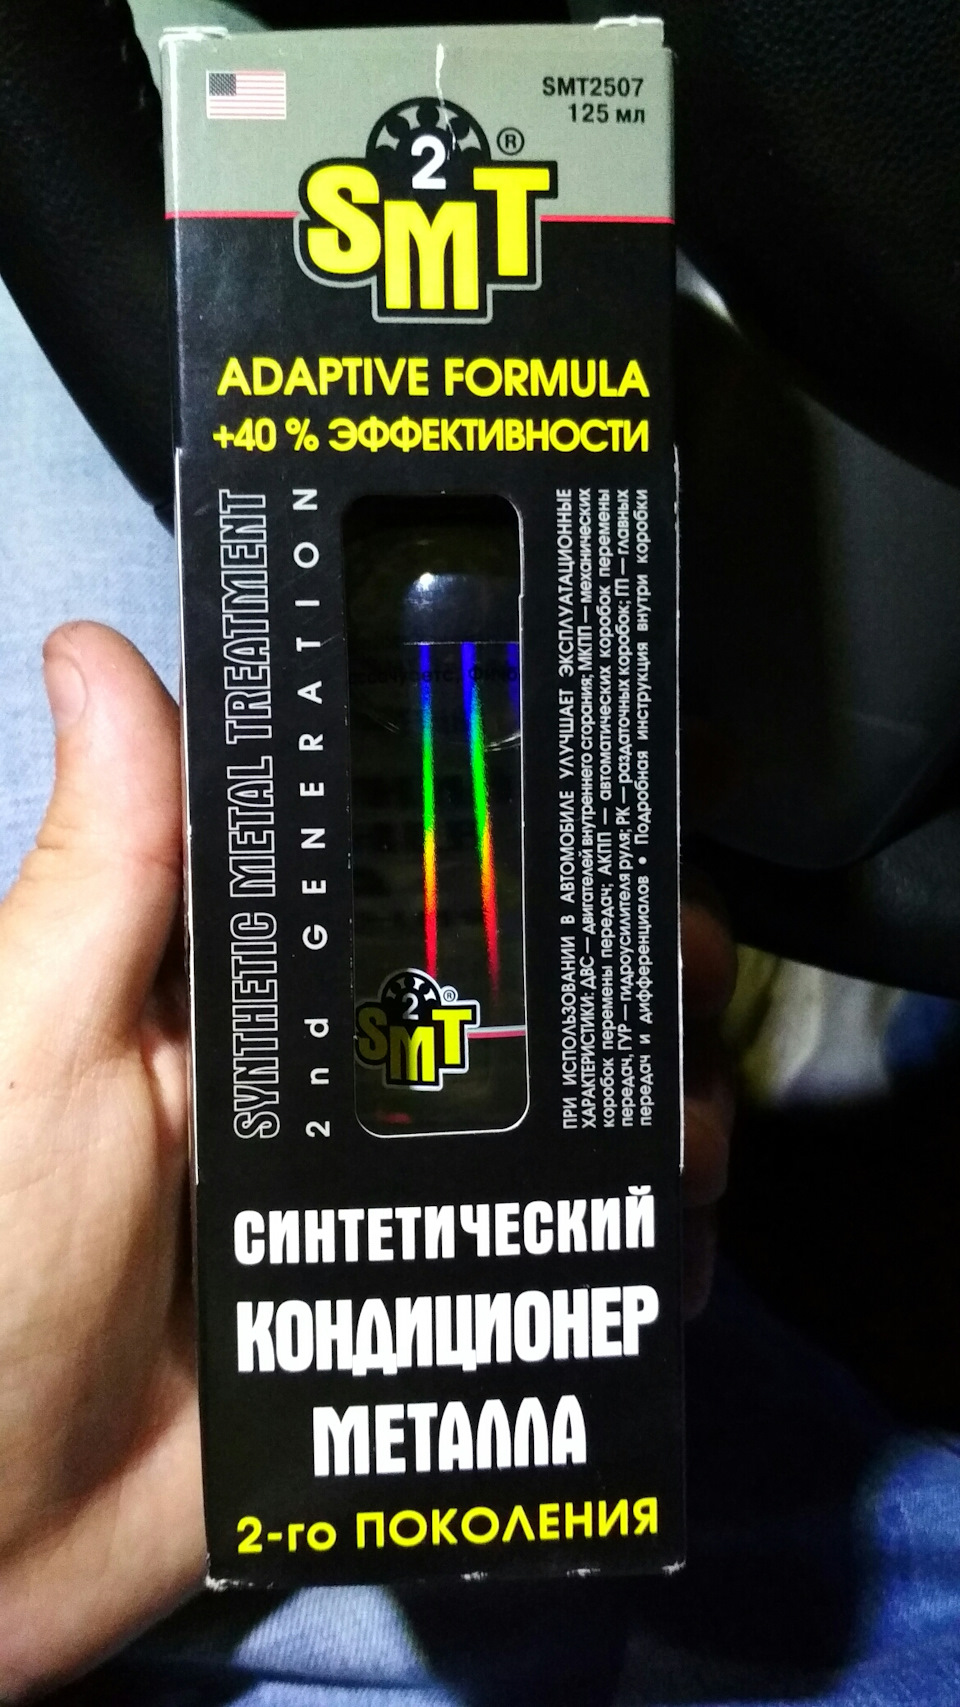 SMT2507
125 мл
2
®
SMT
ADAPTIVE FORMULA
+40 % ЭФФЕКТИВНОСТИ
SYNTHETIC METAL TREATMENT
2nd GENERATION
2
®
SMT
ПРИ ИСПОЛЬЗОВАНИИ В АВТОМОБИЛЕ УЛУЧШАЕТ ЭКСПЛУАТАЦИОННЫЕ
ХАРАКТЕРИСТИКИ: ДВС — двигателей внутреннего сгорания; МКПП — механических
коробок перемены передач; АКПП — автоматических коробок перемены
передач, ГУР — гидроусилителя руля; РК — раздаточных коробок; ГП — главных
передач и дифференциалов • Подробная инструкция внутри коробки
СИНТЕТИЧЕСКИЙ
КОНДИЦИОНЕР
МЕТАЛЛА
2-го ПОКОЛЕНИЯ